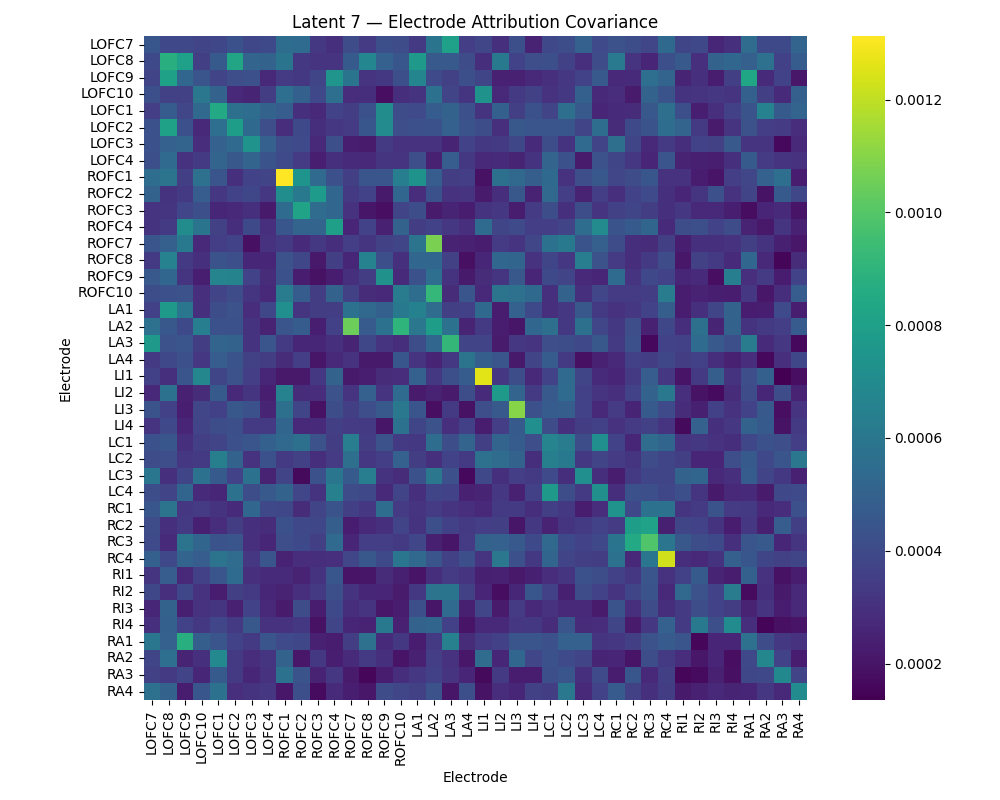 Latent 7 — Electrode Attribution Covariance
LOFC7
LOFC8
LOFC9
LOFC10
LOFC1
LOFC2
LOFC3
LOFC4
ROFC1
ROFC2
ROFC3
ROFC4
ROFC7
ROFC8
ROFC9
ROFC10
LA1
LA2
LA3
LA4
LI1
LI2
LI3
LI4
LC1
LC2
LC3
LC4
RC1
RC2
RC3
RC4
RI1
RI2
RI3
RI4
RA1
RA2
RA3
RA4
Electrode
LOFC7
LOFC8
LOFC9
LOFC10
LOFC1
LOFC2
LOFC3
LOFC4
ROFC1
ROFC2
ROFC3
ROFC4
ROFC7
ROFC8
ROFC9
ROFC10
LA1
LA2
LA3
LA4
LI1
LI2
LI3
LI4
LC1
LC2
LC3
LC4
RC1
RC2
RC3
RC4
RI1
RI2
RI3
RI4
RA1
RA2
RA3
RA4
Electrode
0.0012
0.0010
0.0008
0.0006
0.0004
0.0002